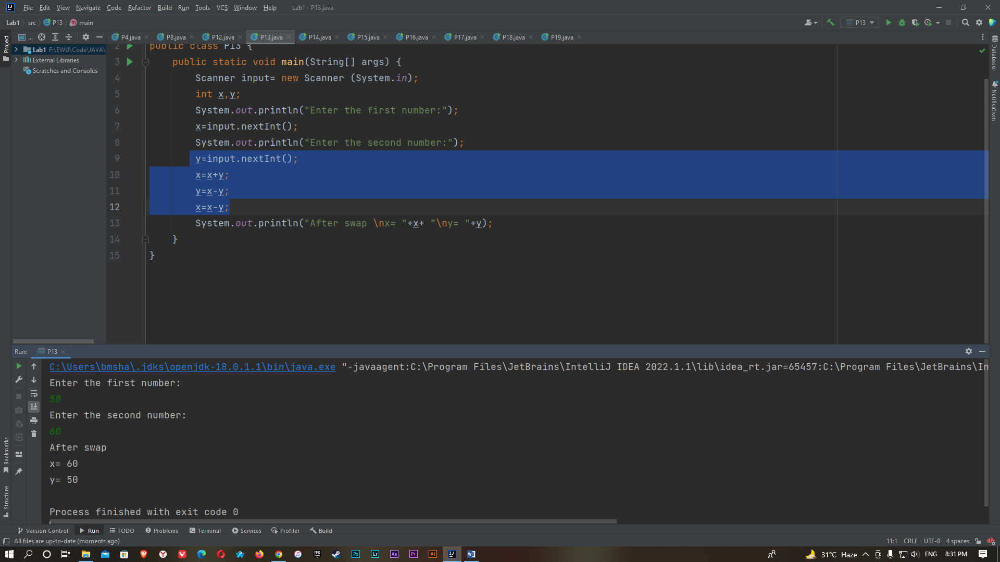 File Edit View Navigate Code Refactor Build Run Tools VCS Window Help Lab1 - P13.java
Lab1 src P13 main P13
Project ... P4.java P8.java P12.java P13.java P14.java P15.java P16.java P17.java P18.java P19.java
Lab1 F:\EWU\Code\JAVA\
External Libraries
Scratches and Consoles
2 public class P13 {
3 public static void main(String[] args) {
4 Scanner input= new Scanner (System.in);
5 int x,y;
6 System.out.println("Enter the first number:");
7 x=input.nextInt();
8 System.out.println("Enter the second number:");
9 y=input.nextInt();
10 x=x+y;
11 y=x-y;
12 x=x-y;
13 System.out.println("After swap \nx= "+x+ "\ny= "+y);
14 }
15 }
Database
Notifications
Run: P13
C:\Users\bmsha\.jdks\openjdk-18.0.1.1\bin\java.exe "-javaagent:C:\Program Files\JetBrains\IntelliJ IDEA 2022.1.1\lib\idea_rt.jar=65457:C:\Program Files\JetBrains\In
Enter the first number:
50
Enter the second number:
60
After swap
x= 60
y= 50
Process finished with exit code 0
Bookmarks
Structure
Version Control Run TODO Problems Terminal Services Profiler Build
All files are up-to-date (moments ago) 11:1 CRLF UTF-8 4 spaces
31°C Haze ENG 8:31 PM